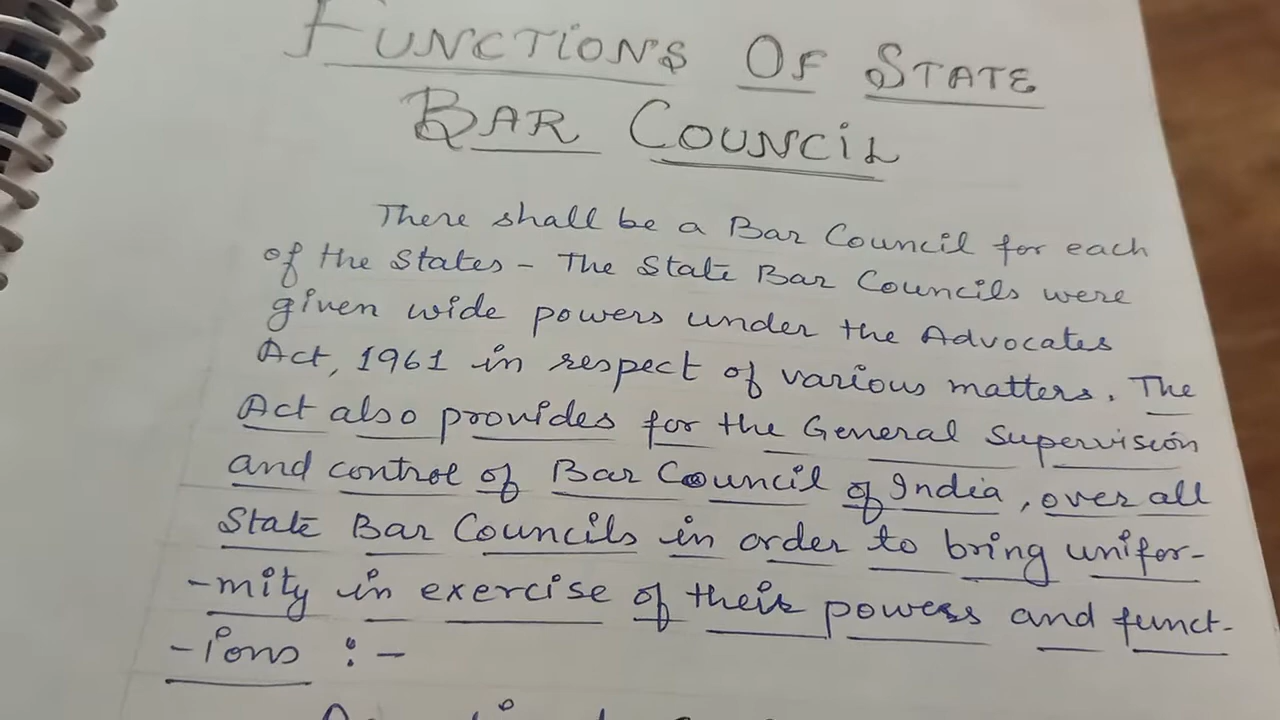 FUNCTIONS OF STATE
BAR COUNCIL
There shall be a Bar Council for each
of the States - The State Bar Councils were
given wide powers under the Advocates
Act, 1961 in respect of various matters. The
Act also provides for the General Supervision
and control of Bar Council of India, over all
State Bar Councils in order to bring unifor-
-mity in exercise of their powers and funct-
-ions :-